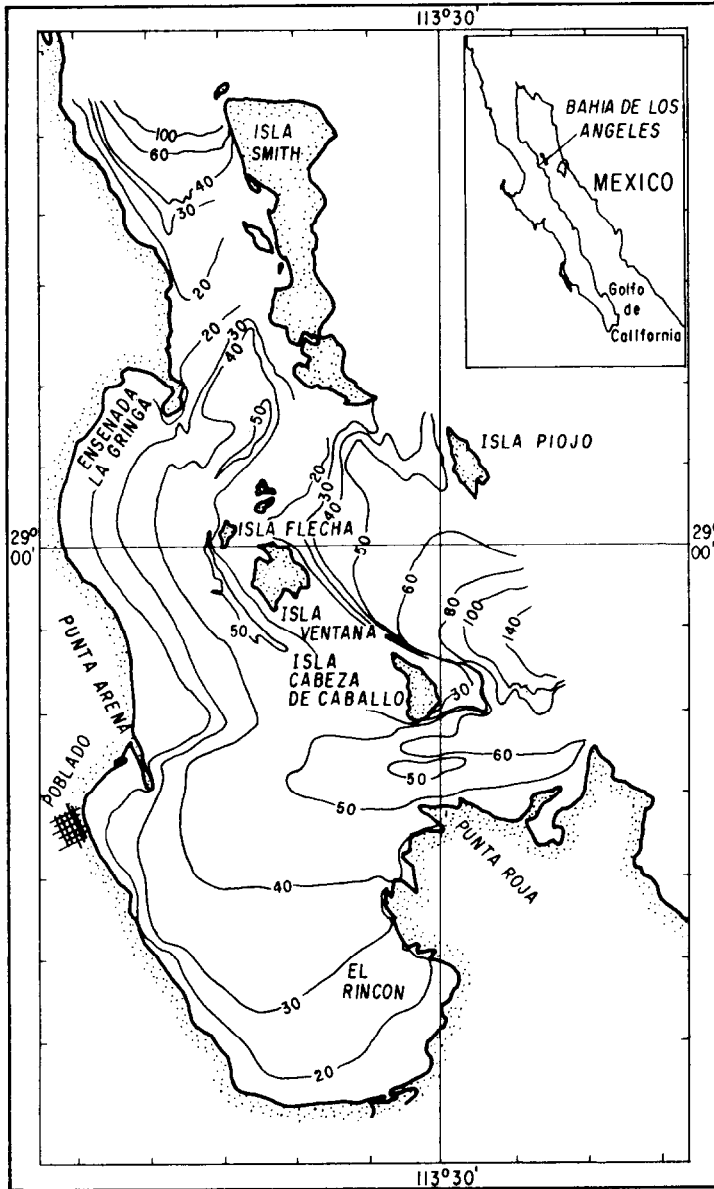 113°30'
BAHIA DE LOS
ANGELES
MEXICO
Golfo
de
California
ISLA
SMITH
100
60
40
30
20
20
30
40
50
ENSENADA
LA GRINGA
ISLA PIOJO
20
30
40
50
ISLA FLECHA
29°
00'
29°
00'
60
80
100
140
50
ISLA
VENTANA
ISLA
CABEZA
DE CABALLO
30
PUNTA ARENA
POBLADO
60
50
50
PUNTA ROJA
40
EL
RINCON
30
20
113°30'